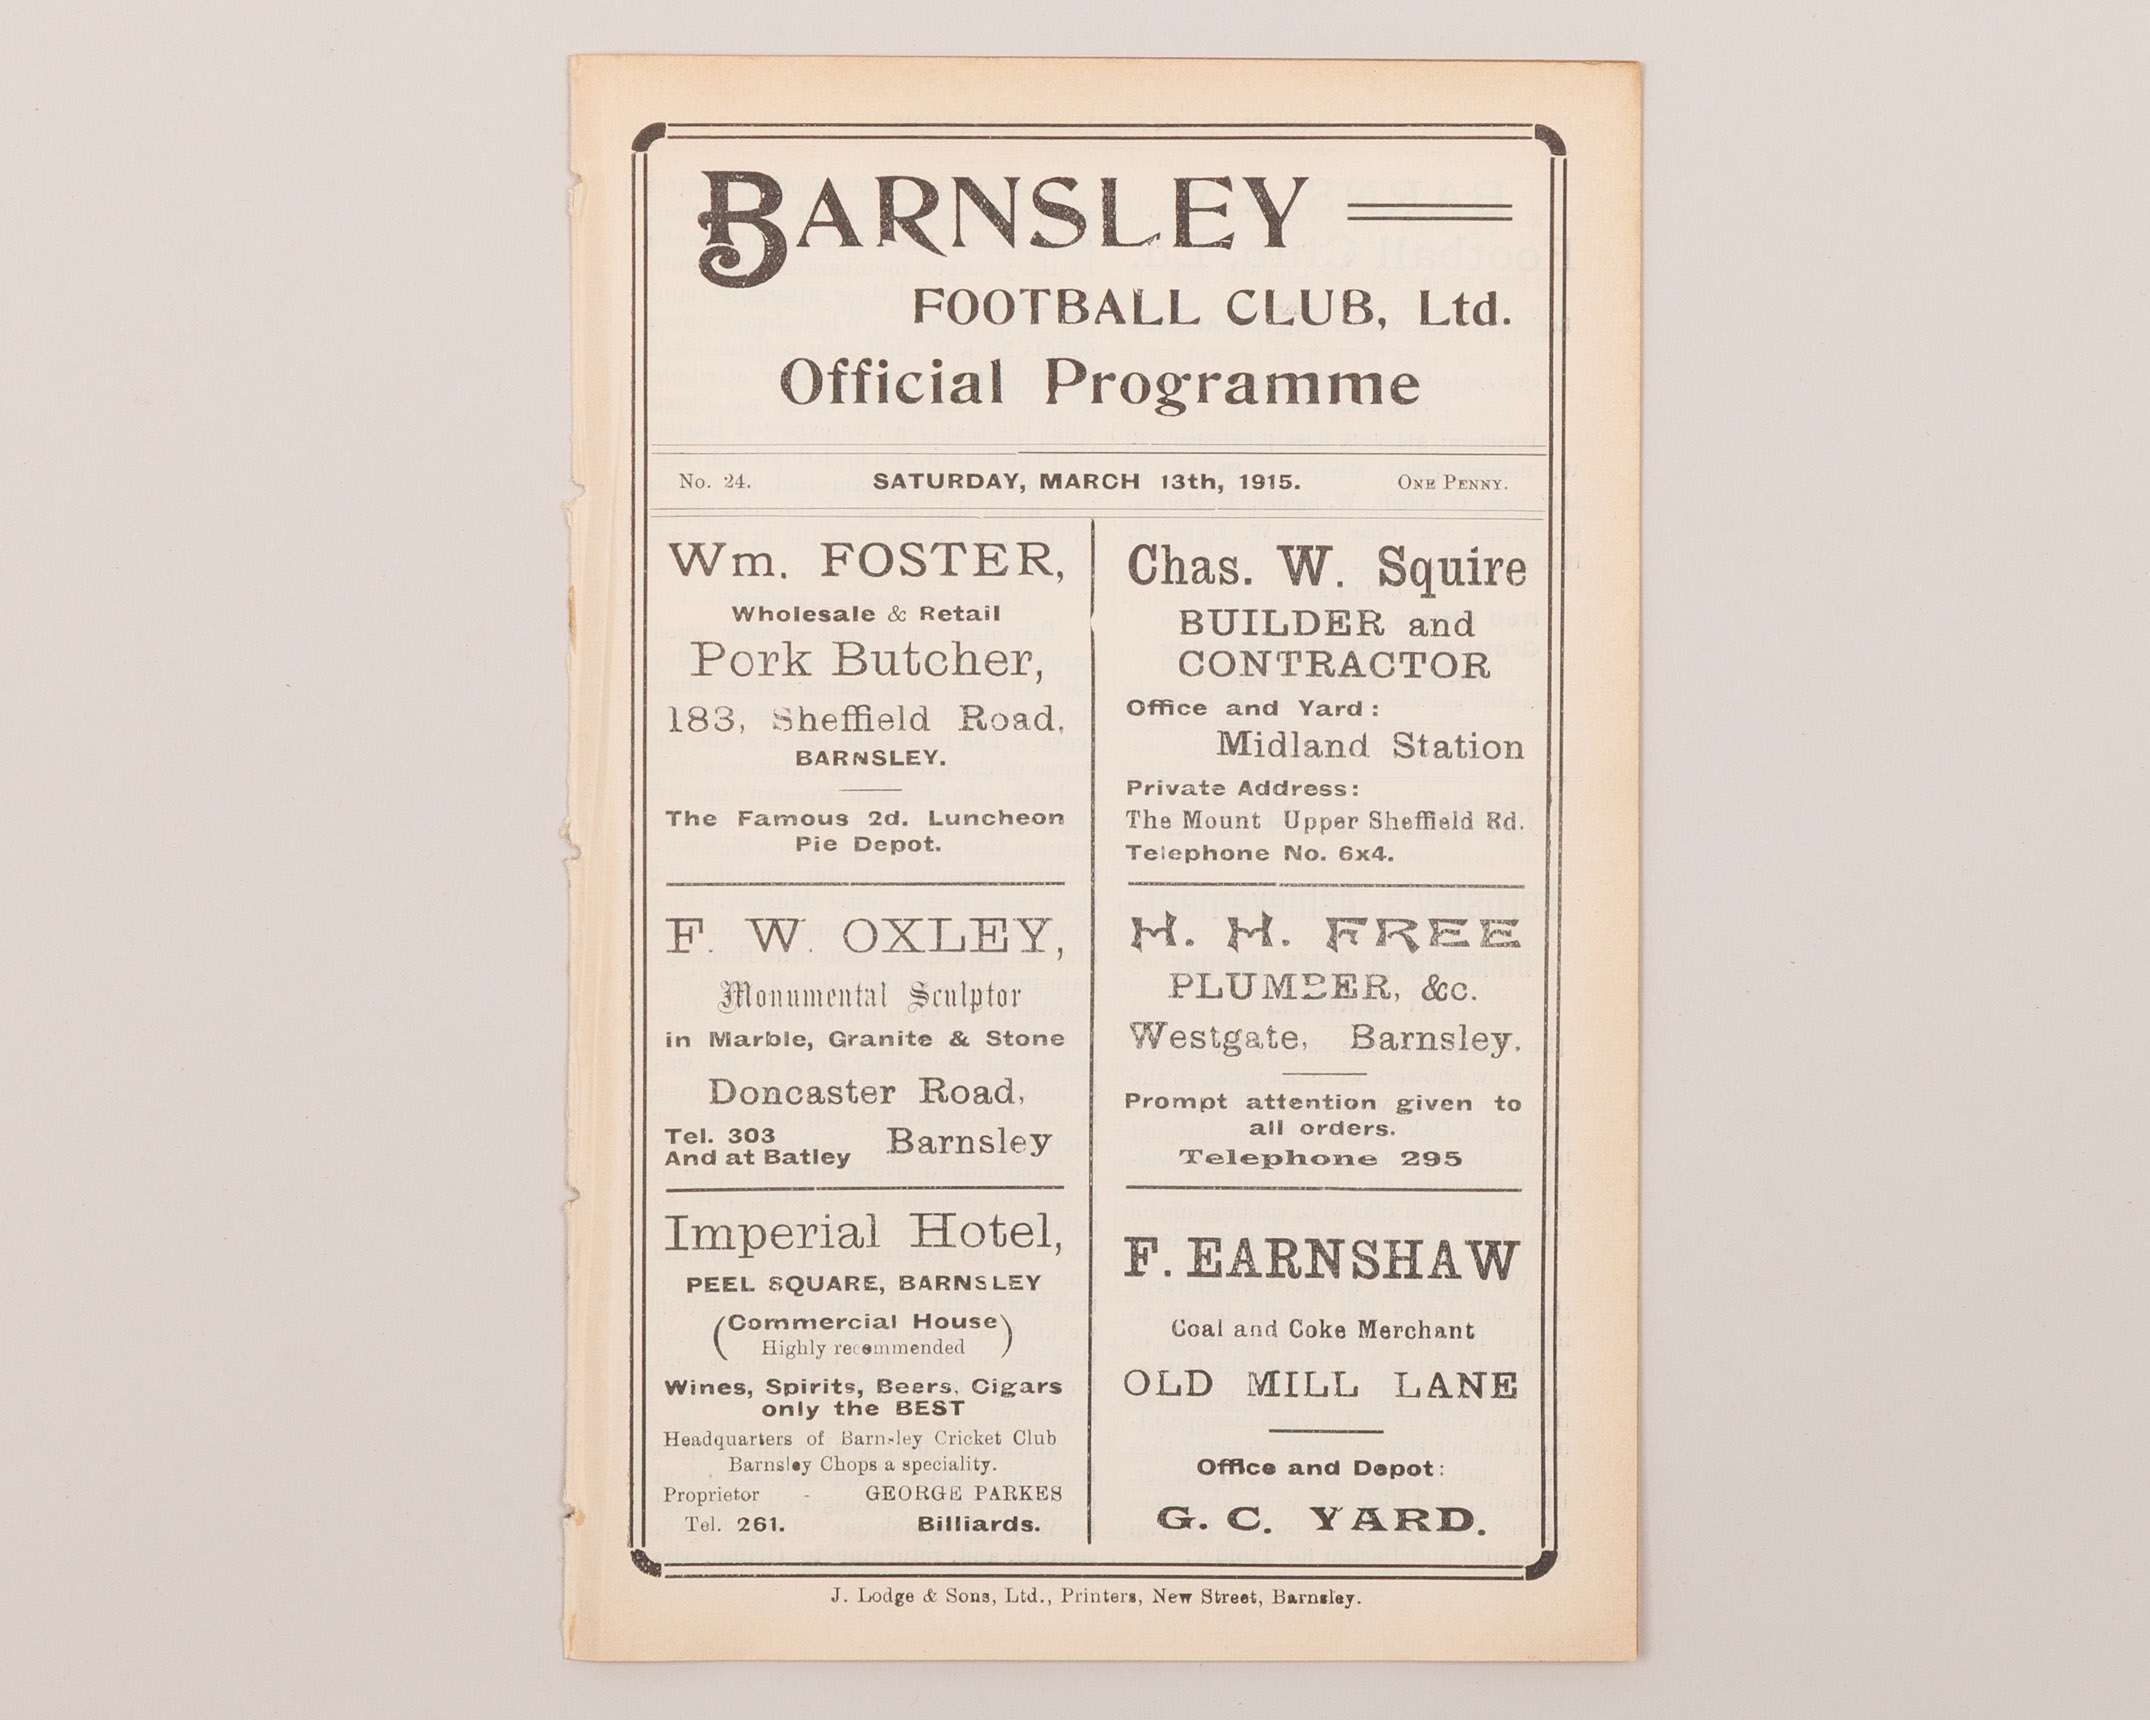 BARNSLEY
FOOTBALL CLUB, Ltd.
Official Programme
No. 24. SATURDAY, MARCH 13th, 1915. ONE PENNY.
Wm. FOSTER,
Wholesale & Retail
Pork Butcher,
183, Sheffield Road,
BARNSLEY.
The Famous 2d. Luncheon
Pie Depot.
F. W. OXLEY,
Monumental Sculptor
in Marble, Granite & Stone
Doncaster Road,
Tel. 303
And at Batley
Barnsley
Imperial Hotel,
PEEL SQUARE, BARNSLEY
(Commercial House
Highly recommended)
Wines, Spirits, Beers, Cigars
only the BEST
Headquarters of Barnsley Cricket Club
Barnsley Chops a speciality.
Proprietor - GEORGE PARKES
Tel. 261. Billiards.
Chas. W. Squire
BUILDER and
CONTRACTOR
Office and Yard:
Midland Station
Private Address:
The Mount Upper Sheffield Rd.
Telephone No. 6x4.
H. H. FREE
PLUMBER, &c.
Westgate, Barnsley.
Prompt attention given to
all orders.
Telephone 295
F. EARNSHAW
Coal and Coke Merchant
OLD MILL LANE
Office and Depot:
G. C. YARD.
J. Lodge & Sons, Ltd., Printers, New Street, Barnsley.